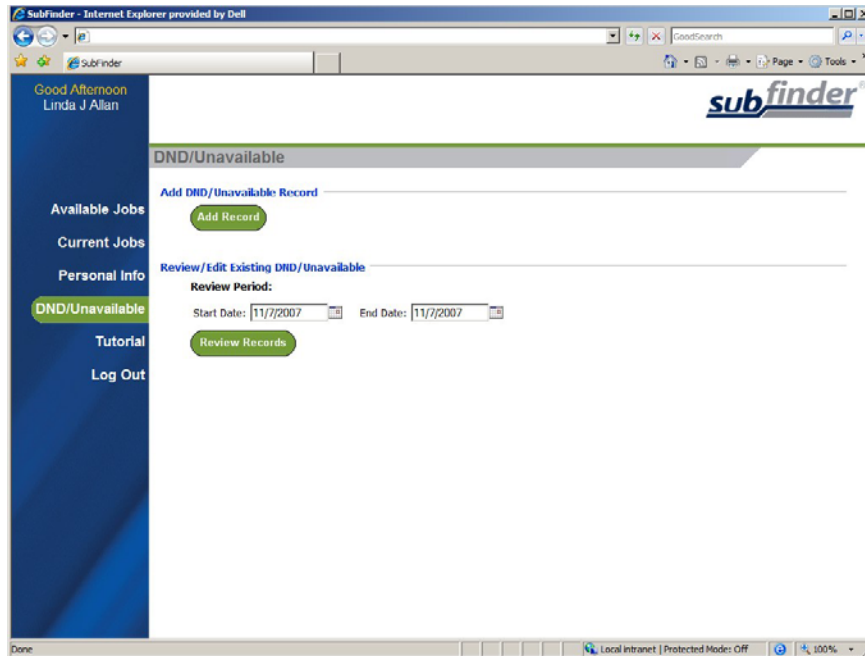 SubFinder - Internet Explorer provided by Dell
GoodSearch
SubFinder
Page
Tools
Good Afternoon
Linda J Allan
subfinder®
DND/Unavailable
Add DND/Unavailable Record
Add Record
Available Jobs
Current Jobs
Personal Info
DND/Unavailable
Tutorial
Log Out
Review/Edit Existing DND/Unavailable
Review Period:
Start Date: 11/7/2007 End Date: 11/7/2007
Review Records
Done
Local intranet | Protected Mode: Off
100%